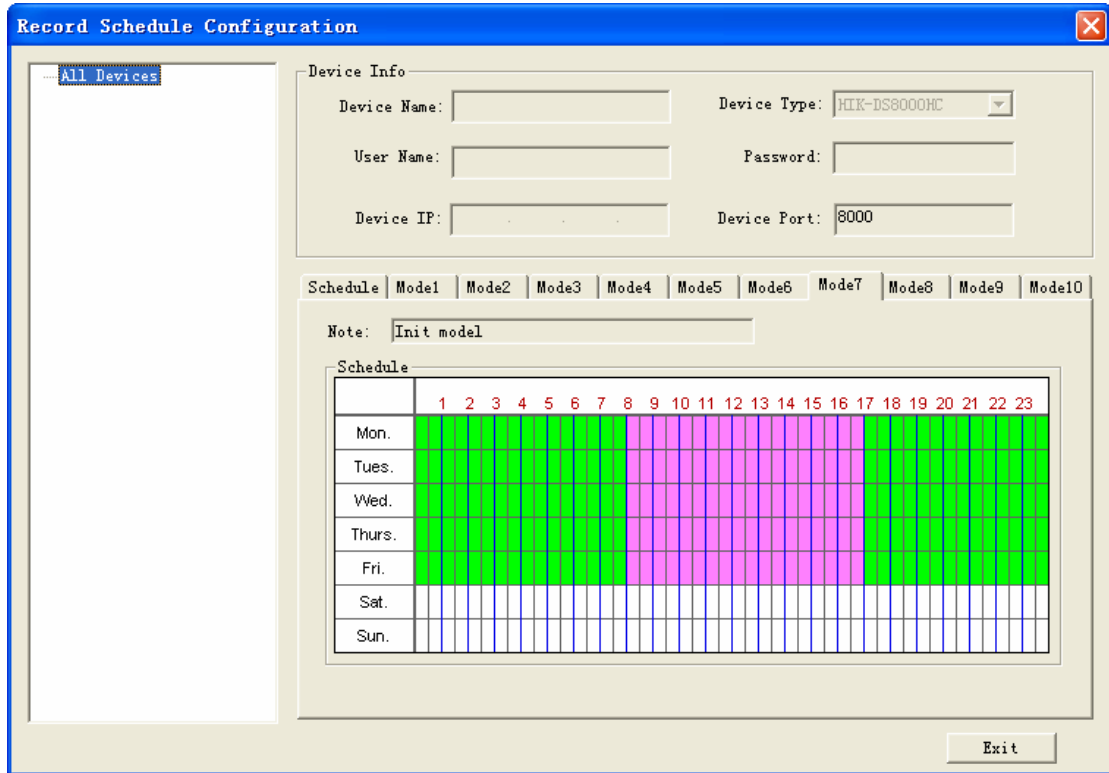 Record Schedule Configuration
All Devices
Device Info
Device Name:
Device Type: HIK-DS8000HC
User Name:
Password:
Device IP: . . .
Device Port: 8000
Schedule Mode1 Mode2 Mode3 Mode4 Mode5 Mode6 Mode7 Mode8 Mode9 Mode10
Note: Init model
Schedule
1 2 3 4 5 6 7 8 9 10 11 12 13 14 15 16 17 18 19 20 21 22 23
Mon.
Tues.
Wed.
Thurs.
Fri.
Sat.
Sun.
Exit